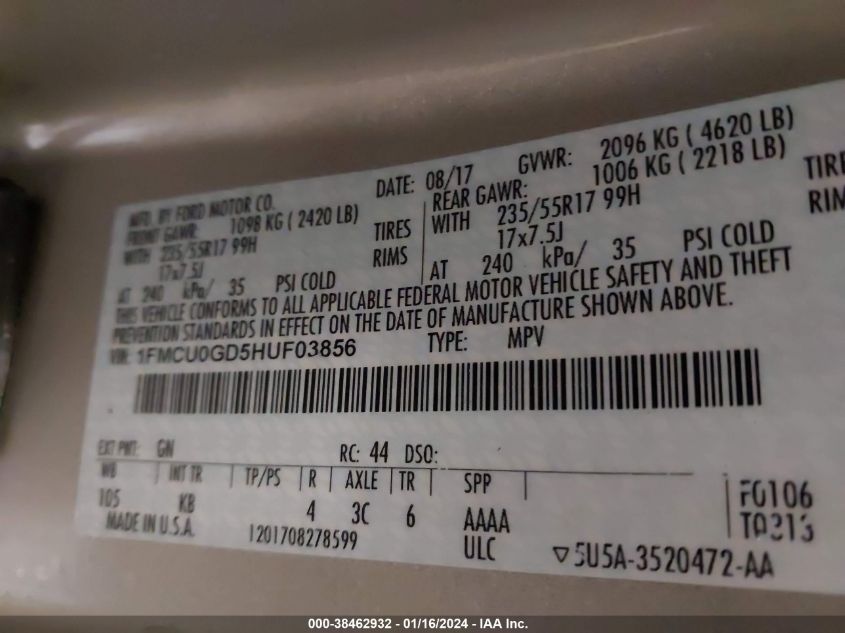 MFD. BY FORD MOTOR CO.
DATE: 08/17 GVWR: 2096 KG ( 4620 LB)
FRONT GAWR: 1098 KG ( 2420 LB) REAR GAWR: 1006 KG ( 2218 LB)
WITH 235/55R17 99H TIRES WITH 235/55R17 99H TIRE
17x7.5J RIMS 17x7.5J RIM
AT 240 kPa/ 35 PSI COLD AT 240 kPa/ 35 PSI COLD
THIS VEHICLE CONFORMS TO ALL APPLICABLE FEDERAL MOTOR VEHICLE SAFETY AND THEFT
PREVENTION STANDARDS IN EFFECT ON THE DATE OF MANUFACTURE SHOWN ABOVE.
VIN: 1FMCU0GD5HUF03856 TYPE: MPV
EXT PNT: GN RC: 44 DSO:
WB INT TR TP/PS R AXLE TR SPP
105 KB 4 3C 6 AAAA F0106
MADE IN U.S.A. 1201708278599 ULC
▽5U5A-3520472-AA
000-38462932 - 01/16/2024 - IAA Inc.